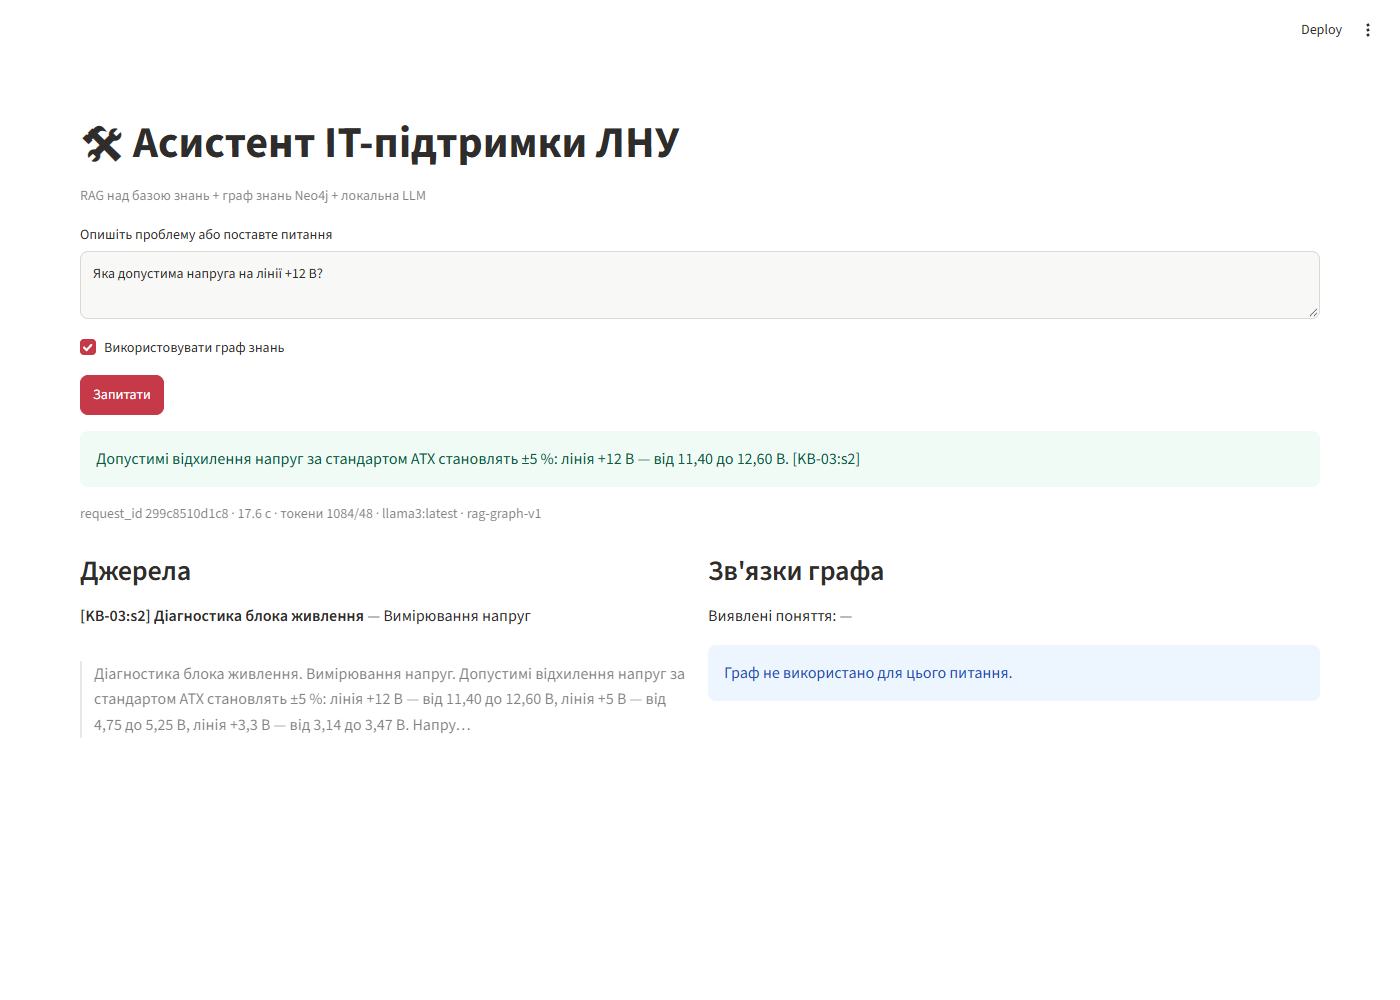 Deploy
🛠 Асистент ІТ-підтримки ЛНУ
RAG над базою знань + граф знань Neo4j + локальна LLM
Опишіть проблему або поставте питання
Яка допустима напруга на лінії +12 В?
Використовувати граф знань
Запитати
Допустимі відхилення напруг за стандартом ATX становлять ±5 %: лінія +12 В — від 11,40 до 12,60 В. [KB-03:s2]
request_id 299c8510d1c8 · 17.6 с · токени 1084/48 · llama3:latest · rag-graph-v1
Джерела
[KB-03:s2] Діагностика блока живлення — Вимірювання напруг
Діагностика блока живлення. Вимірювання напруг. Допустимі відхилення напруг за
стандартом ATX становлять ±5 %: лінія +12 В — від 11,40 до 12,60 В, лінія +5 В — від
4,75 до 5,25 В, лінія +3,3 В — від 3,14 до 3,47 В. Напру…
Зв'язки графа
Виявлені поняття: —
Граф не використано для цього питання.